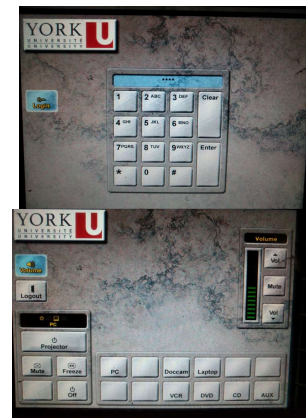 YORK U
UNIVERSITÉ
UNIVERSITY
****
Login
1 2 ABC 3 DEF Clear
4 GHI 5 JKL 6 MNO
7 PQRS 8 TUV 9 WXYZ Enter
* 0 #
YORK U
UNIVERSITÉ
UNIVERSITY
Volume
Volume
Vol
Logout
Mute
PC
Vol
Projector
Mute Freeze
PC Doccam Laptop
Off
VCR DVD CD AUX